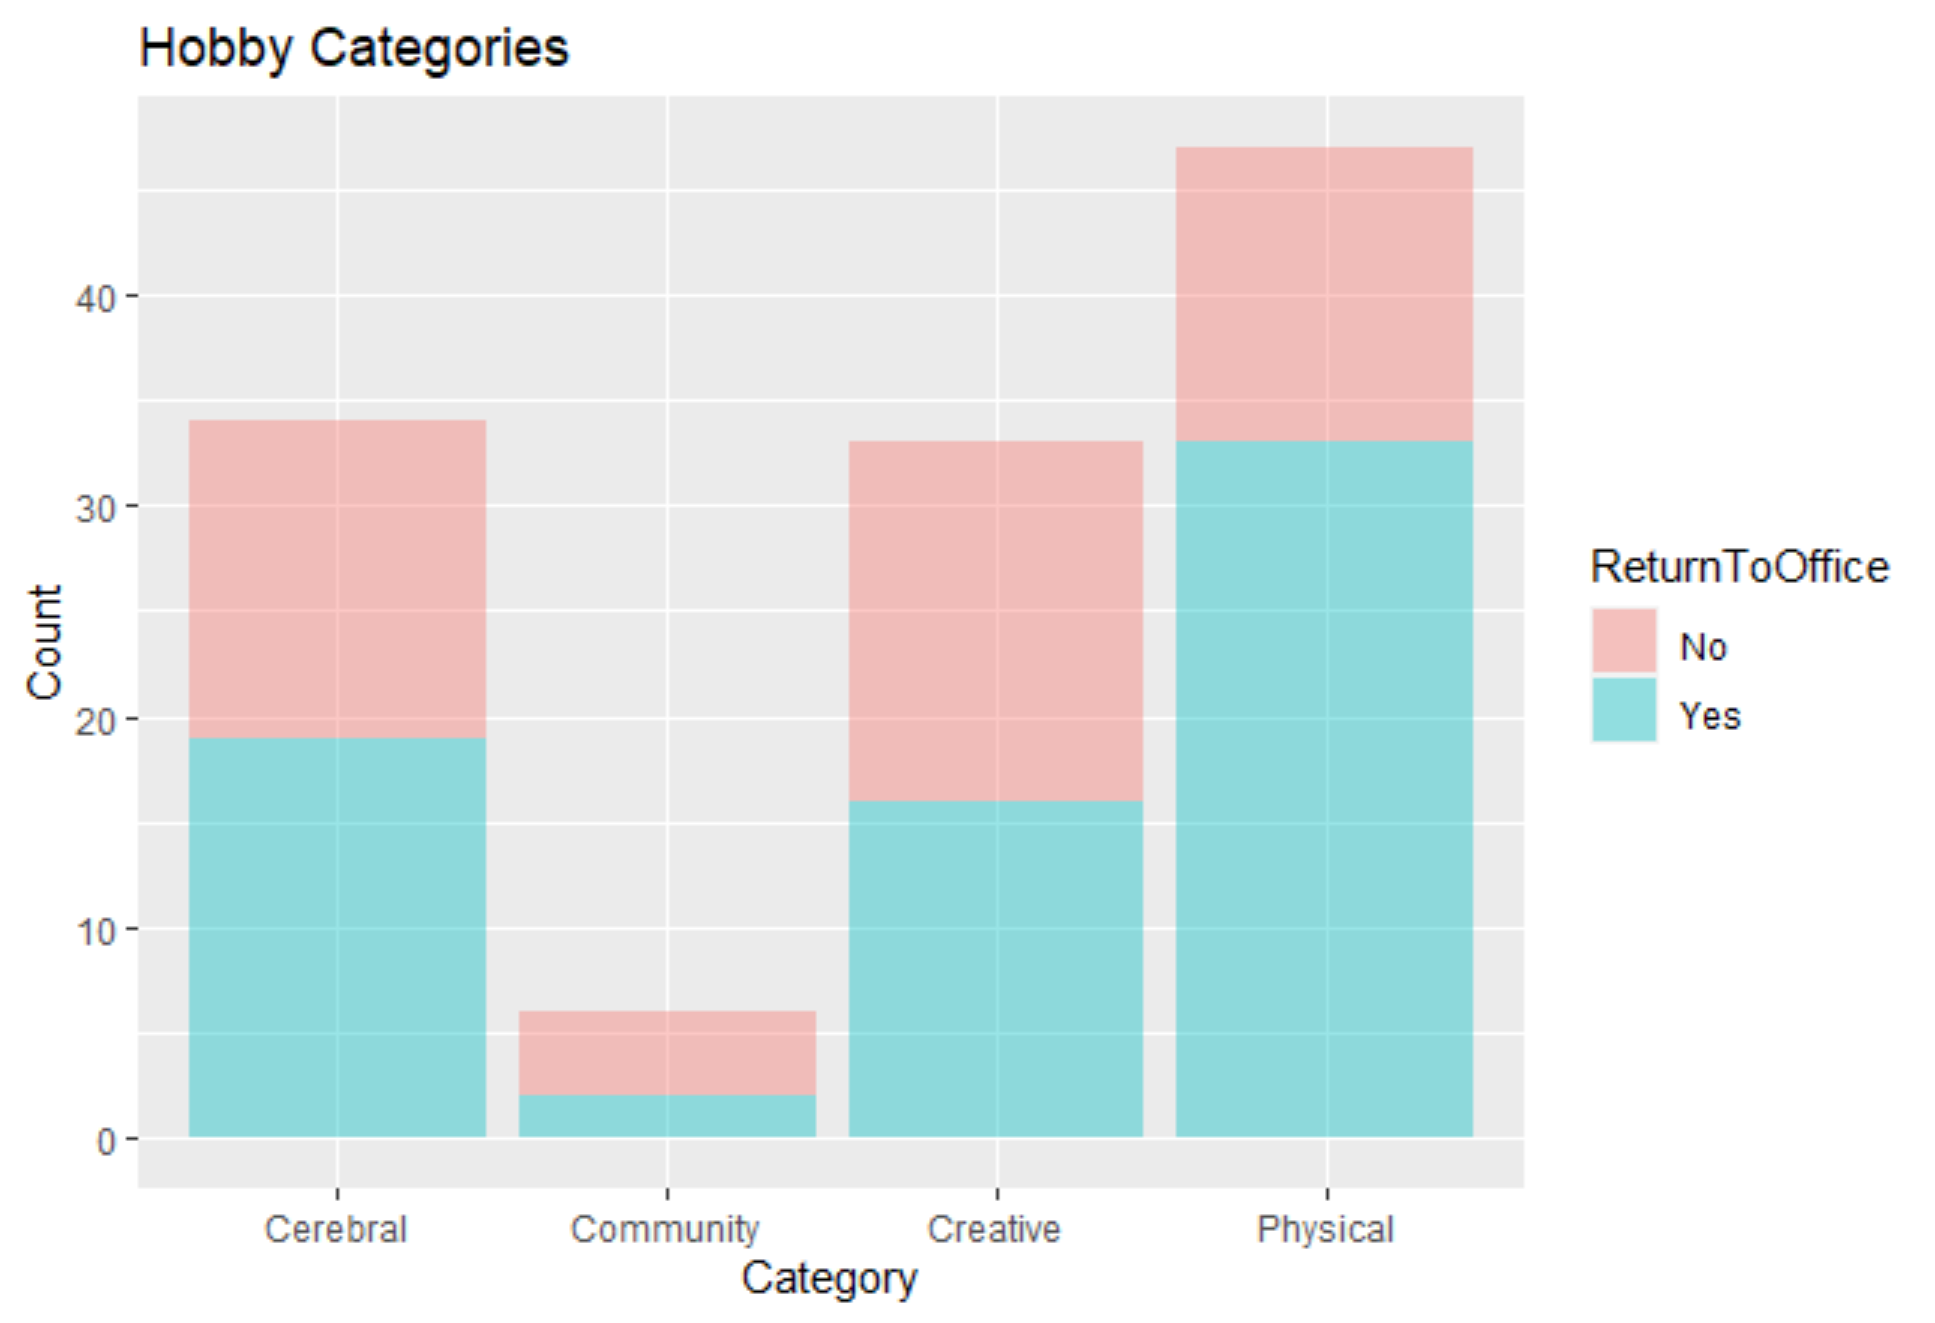 Hobby Categories
40
30
20
10
0
Count
Cerebral Community Creative Physical
Category
ReturnToOffice
No
Yes